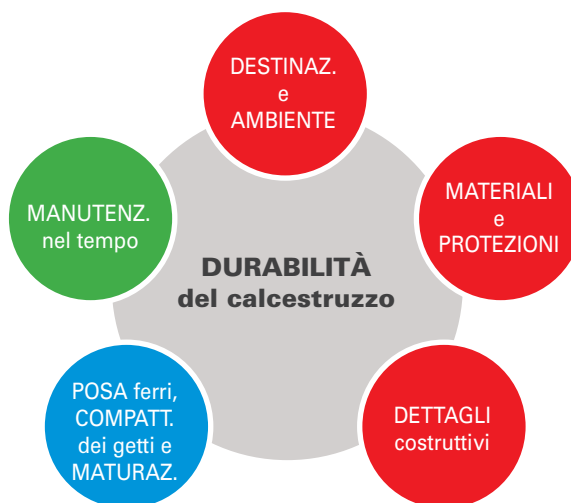 DESTINAZ.
e
AMBIENTE
MATERIALI
e
PROTEZIONI
MANUTENZ.
nel tempo
DURABILITÀ
del calcestruzzo
POSA ferri,
COMPATT.
dei getti e
MATURAZ.
DETTAGLI
costruttivi